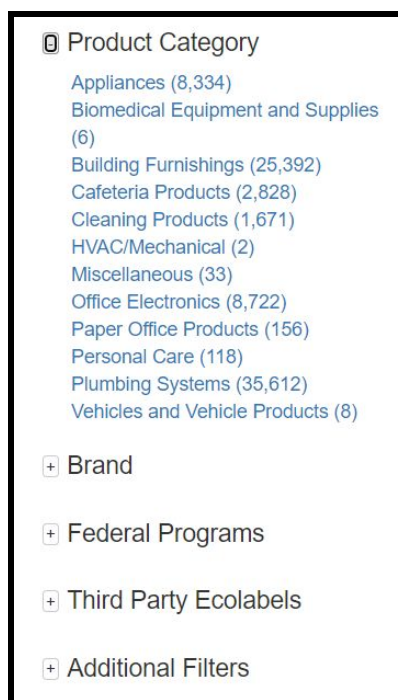 Product Category
Appliances (8,334)
Biomedical Equipment and Supplies
(6)
Building Furnishings (25,392)
Cafeteria Products (2,828)
Cleaning Products (1,671)
HVAC/Mechanical (2)
Miscellaneous (33)
Office Electronics (8,722)
Paper Office Products (156)
Personal Care (118)
Plumbing Systems (35,612)
Vehicles and Vehicle Products (8)
+ Brand
+ Federal Programs
+ Third Party Ecolabels
+ Additional Filters